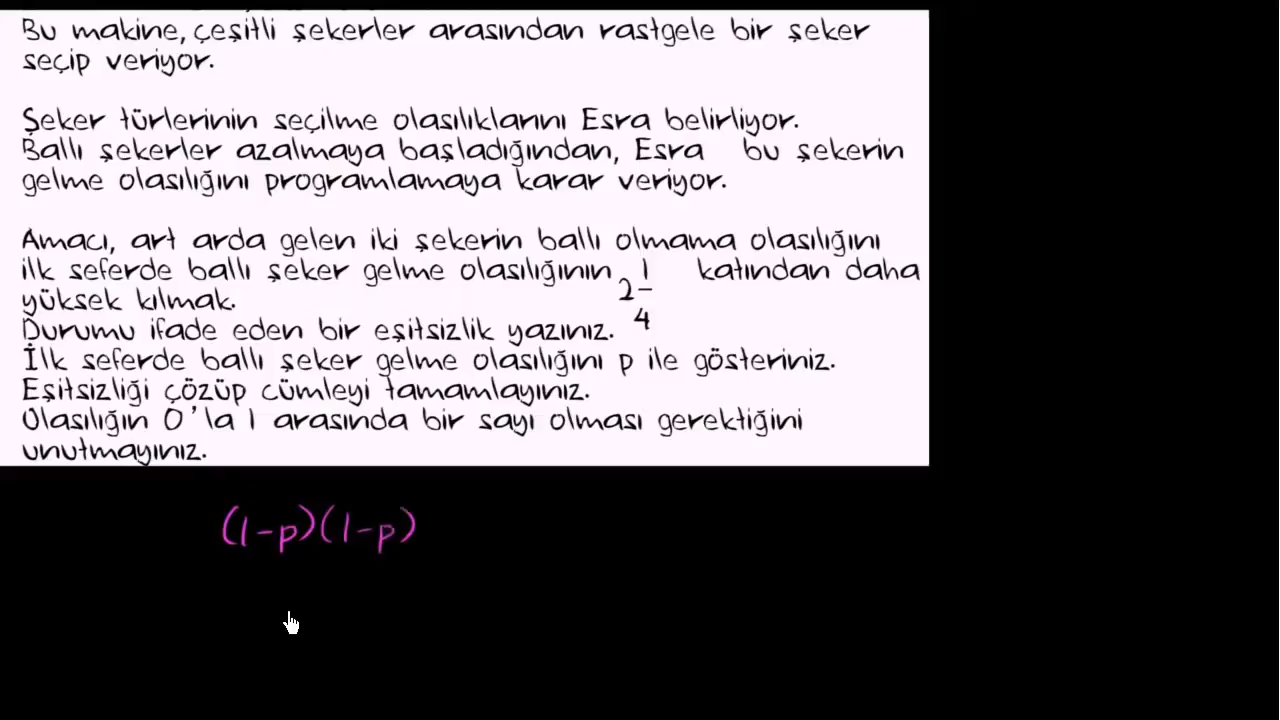 Bu makine, çeşitli şekerler arasından rastgele bir şeker
seçip veriyor.
Şeker türlerinin seçilme olasılıklarını Esra belirliyor.
Ballı şekerler azalmaya başladığından, Esra bu şekerin
gelme olasılığını programlamaya karar veriyor.
Amacı, art arda gelen iki şekerin ballı olmama olasılığını
ilk seferde ballı şeker gelme olasılığının 2 1/4 katından daha
yüksek kılmak.
Durumu ifade eden bir eşitsizlik yazınız.
İlk seferde ballı şeker gelme olasılığını p ile gösteriniz.
Eşitsizliği çözüp cümleyi tamamlayınız.
Olasılığın 0'la 1 arasında bir sayı olması gerektiğini
unutmayınız.
(1-p)(1-p)